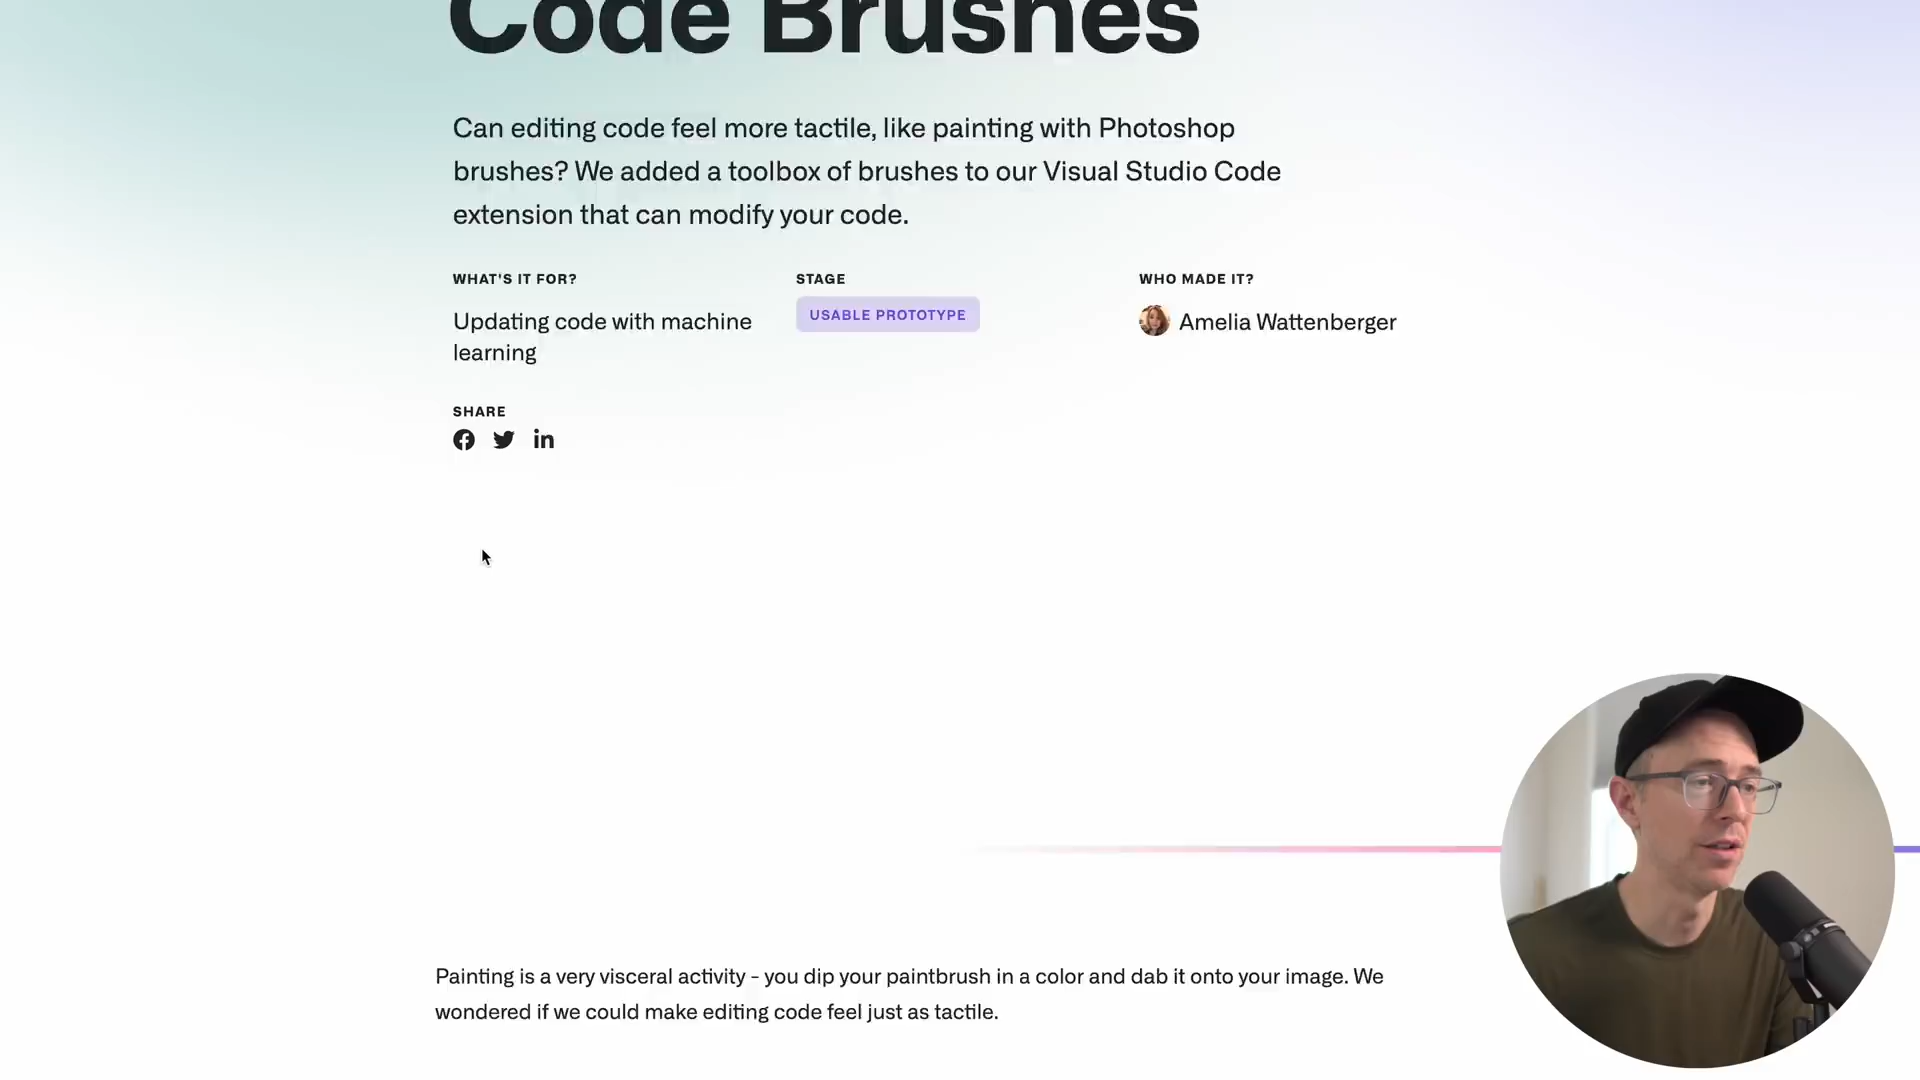 Code Brushes
Can editing code feel more tactile, like painting with Photoshop
brushes? We added a toolbox of brushes to our Visual Studio Code
extension that can modify your code.
WHAT'S IT FOR?
Updating code with machine
learning
STAGE
USABLE PROTOTYPE
WHO MADE IT?
Amelia Wattenberger
SHARE
Painting is a very visceral activity - you dip your paintbrush in a color and dab it onto your image. We
wondered if we could make editing code feel just as tactile.